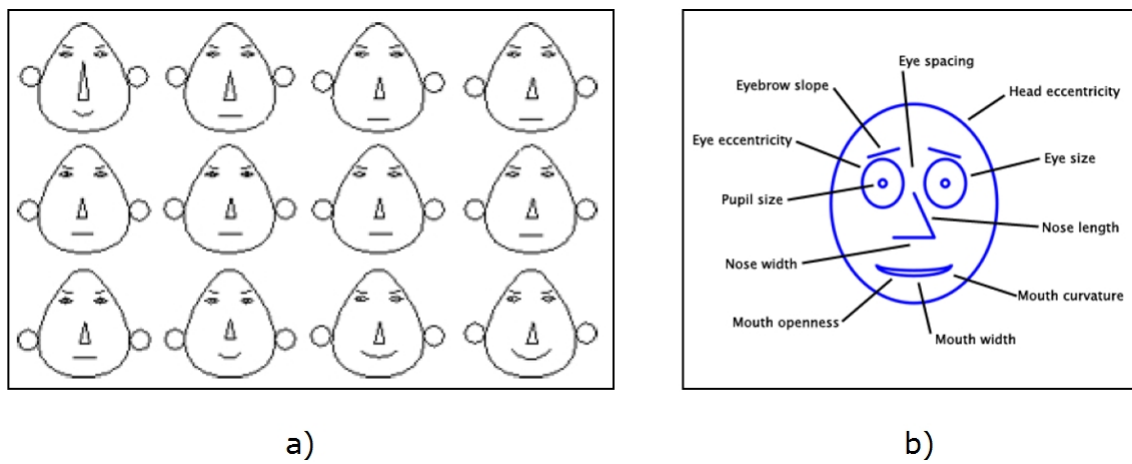 Eye spacing
Eyebrow slope
Head eccentricity
Eye eccentricity
Eye size
Pupil size
Nose length
Nose width
Mouth curvature
Mouth openness
Mouth width
a)
b)